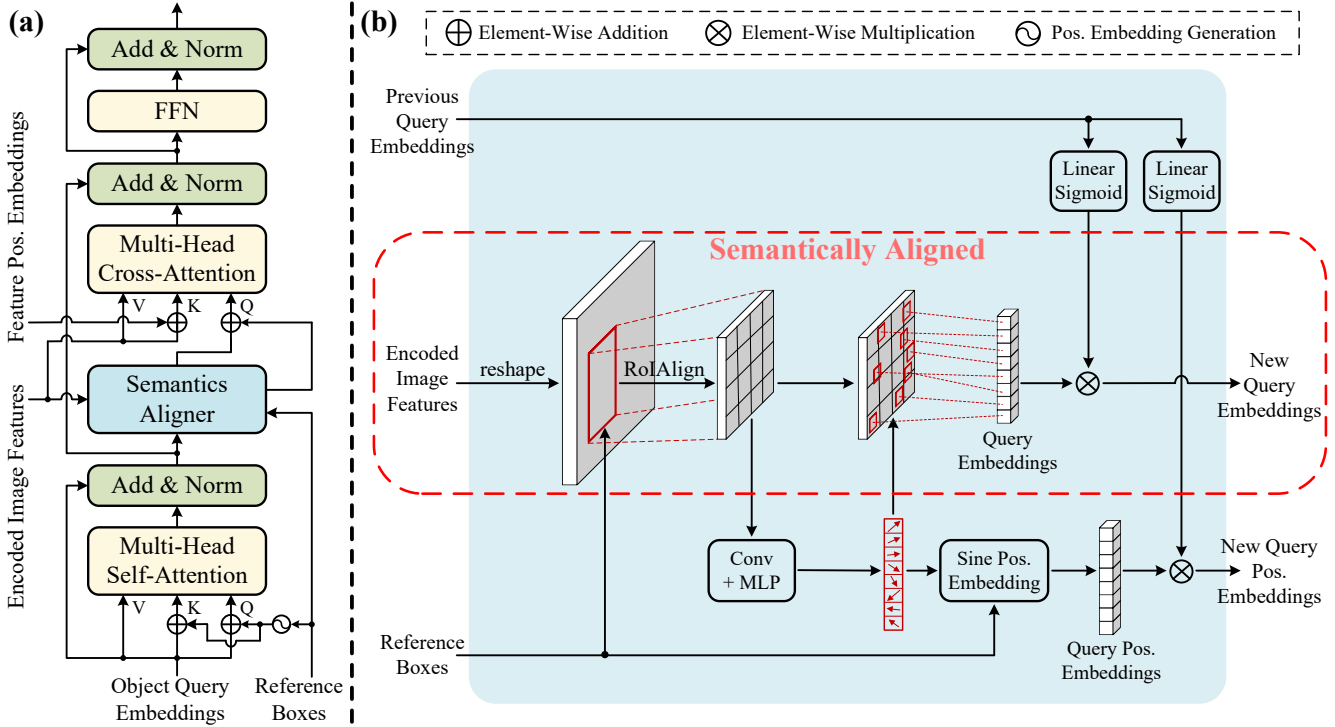 (a)
Add & Norm
FFN
Add & Norm
Multi-Head
Cross-Attention
V
K
Q
Semantics
Aligner
Add & Norm
Multi-Head
Self-Attention
V
K
Q
Object Query
Embeddings
Reference
Boxes
Feature Pos. Embeddings
Encoded Image Features
(b)
Element-Wise Addition
Element-Wise Multiplication
Pos. Embedding Generation
Previous
Query
Embeddings
Linear
Sigmoid
Linear
Sigmoid
Semantically Aligned
Encoded
Image
Features
reshape
RoIAlign
Query
Embeddings
New
Query
Embeddings
Conv
+ MLP
Sine Pos.
Embedding
Query Pos.
Embeddings
New Query
Pos.
Embeddings
Reference
Boxes